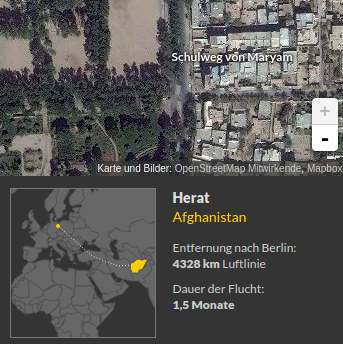 Schulweg von Maryam
+
-
Karte und Bilder: OpenStreetMap Mitwirkende, Mapbox
Herat
Afghanistan
Entfernung nach Berlin:
4328 km Luftlinie
Dauer der Flucht:
1,5 Monate